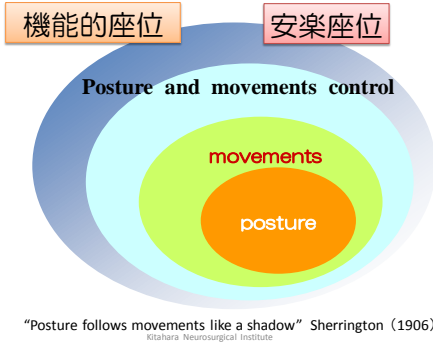 機能的座位
安楽座位
Posture and movements control
movements
posture
“Posture follows movements like a shadow” Sherrington（1906）
Kitahara Neurosurgical Institute